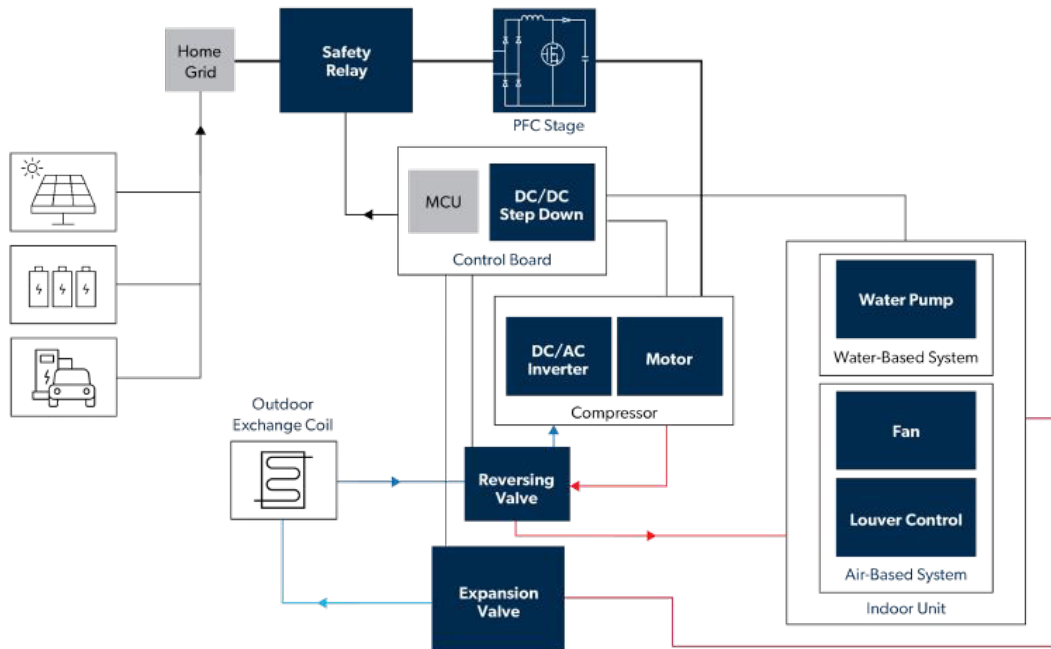 Home
Grid
Safety
Relay
PFC Stage
MCU
DC/DC
Step Down
Control Board
Water Pump
Water-Based System
DC/AC
Inverter
Motor
Compressor
Outdoor
Exchange Coil
Fan
Reversing
Valve
Louver Control
Air-Based System
Expansion
Valve
Indoor Unit